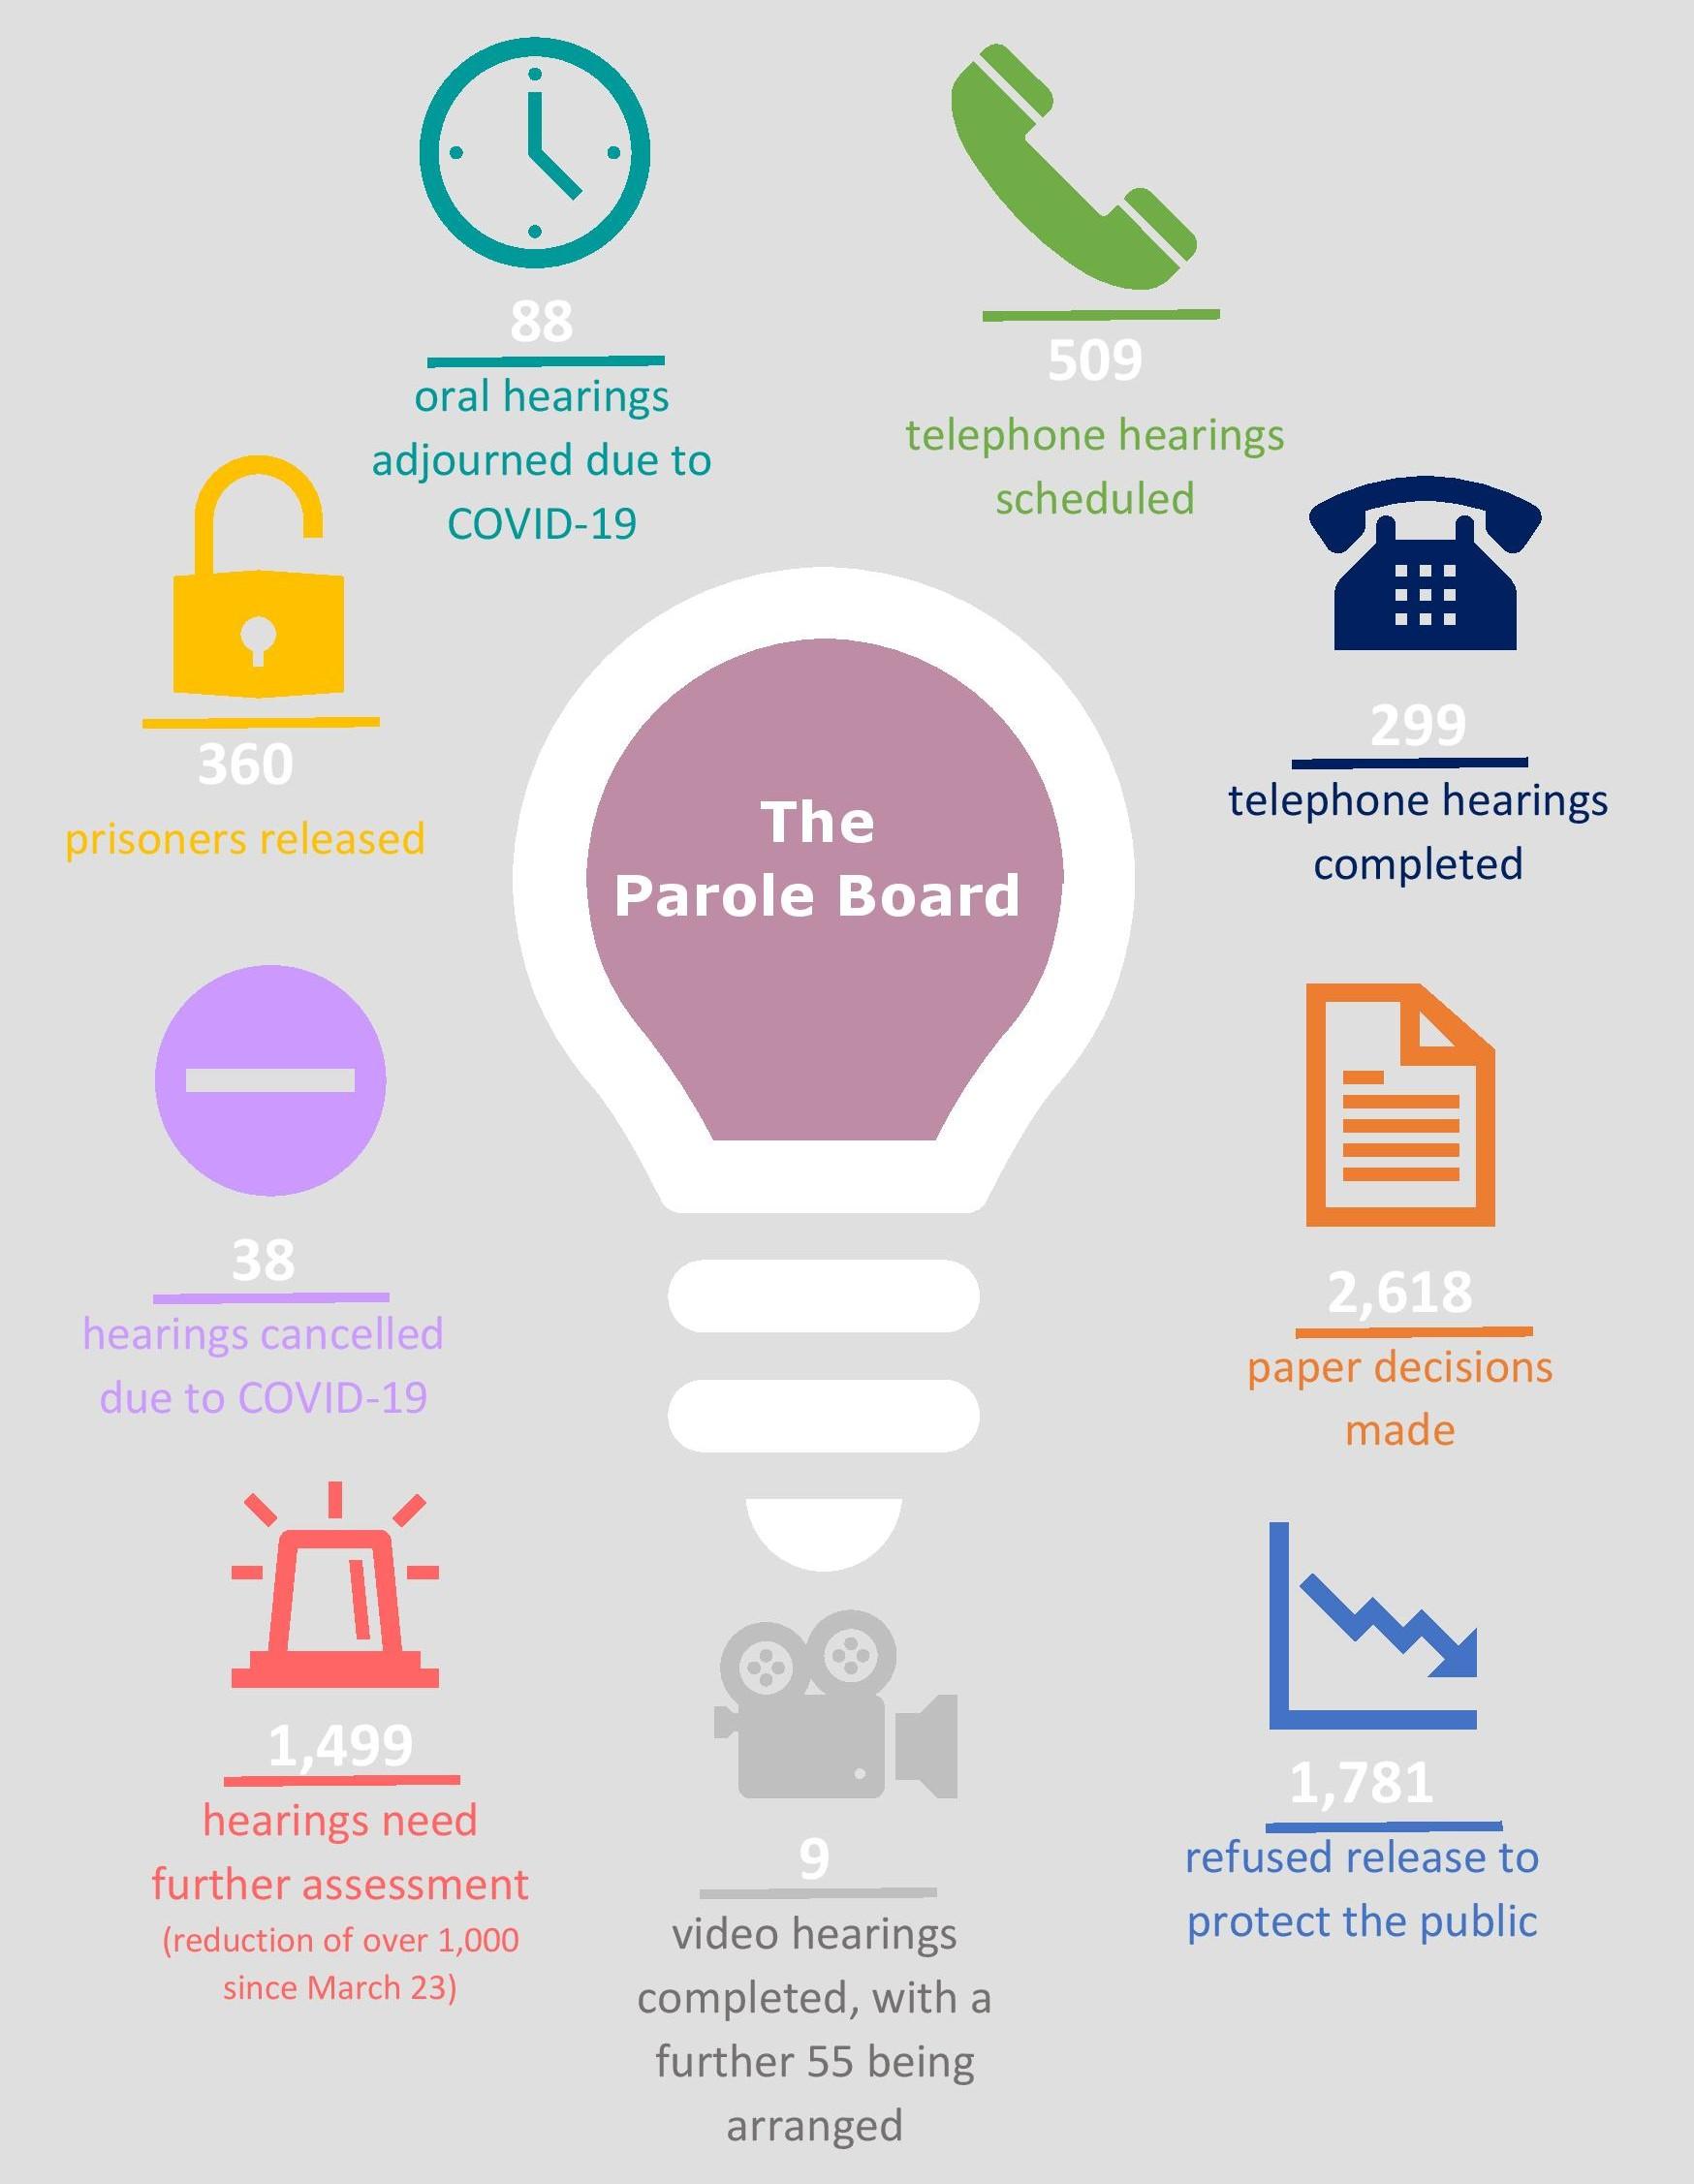 88
oral hearings
adjourned due to
COVID-19
509
telephone hearings
scheduled
360
prisoners released
299
telephone hearings
completed
The
Parole Board
38
hearings cancelled
due to COVID-19
2,618
paper decisions
made
1,499
hearings need
further assessment
(reduction of over 1,000
since March 23)
9
video hearings
completed, with a
further 55 being
arranged
1,781
refused release to
protect the public